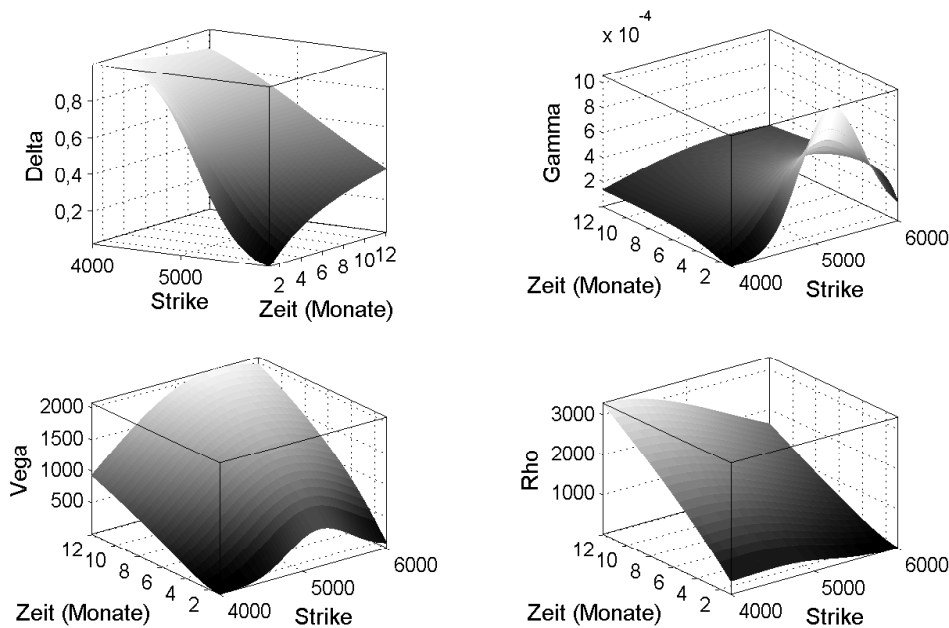 Delta
0,8
0,6
0,4
0,2
4000
5000
Strike
2 4 6 8 10 12
Zeit (Monate)
x 10⁻⁴
Gamma
10
8
6
4
2
12 10 8 6 4 2
Zeit (Monate)
4000
5000
6000
Strike
Vega
2000
1500
1000
500
12 10 8 6 4 2
Zeit (Monate)
4000
5000
6000
Strike
Rho
3000
2000
1000
12 10 8 6 4 2
Zeit (Monate)
4000
5000
6000
Strike